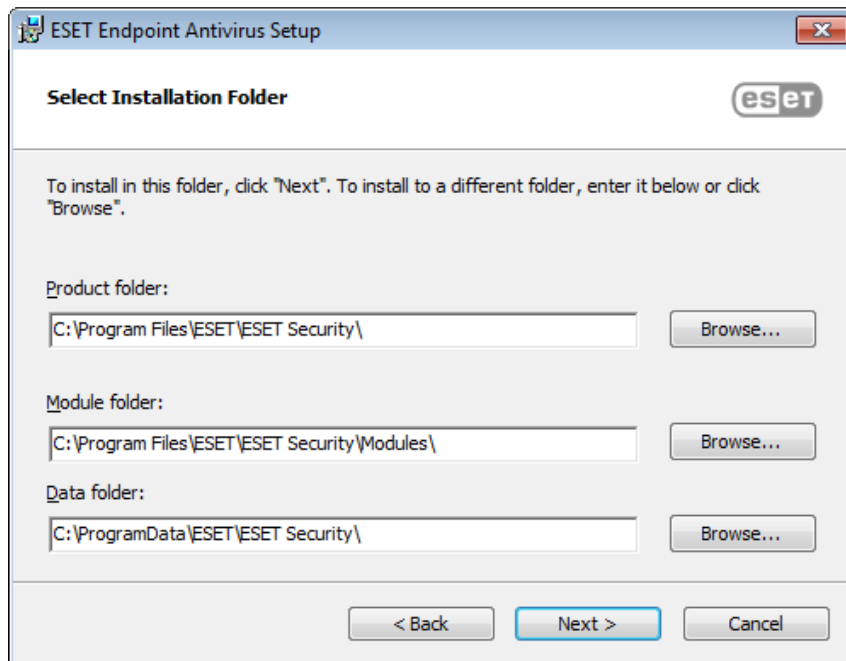 ESET Endpoint Antivirus Setup
Select Installation Folder
eset
To install in this folder, click "Next". To install to a different folder, enter it below or click
"Browse".
Product folder:
C:\Program Files\ESET\ESET Security\
Browse...
Module folder:
C:\Program Files\ESET\ESET Security\Modules\
Browse...
Data folder:
C:\ProgramData\ESET\ESET Security\
Browse...
< Back
Next >
Cancel